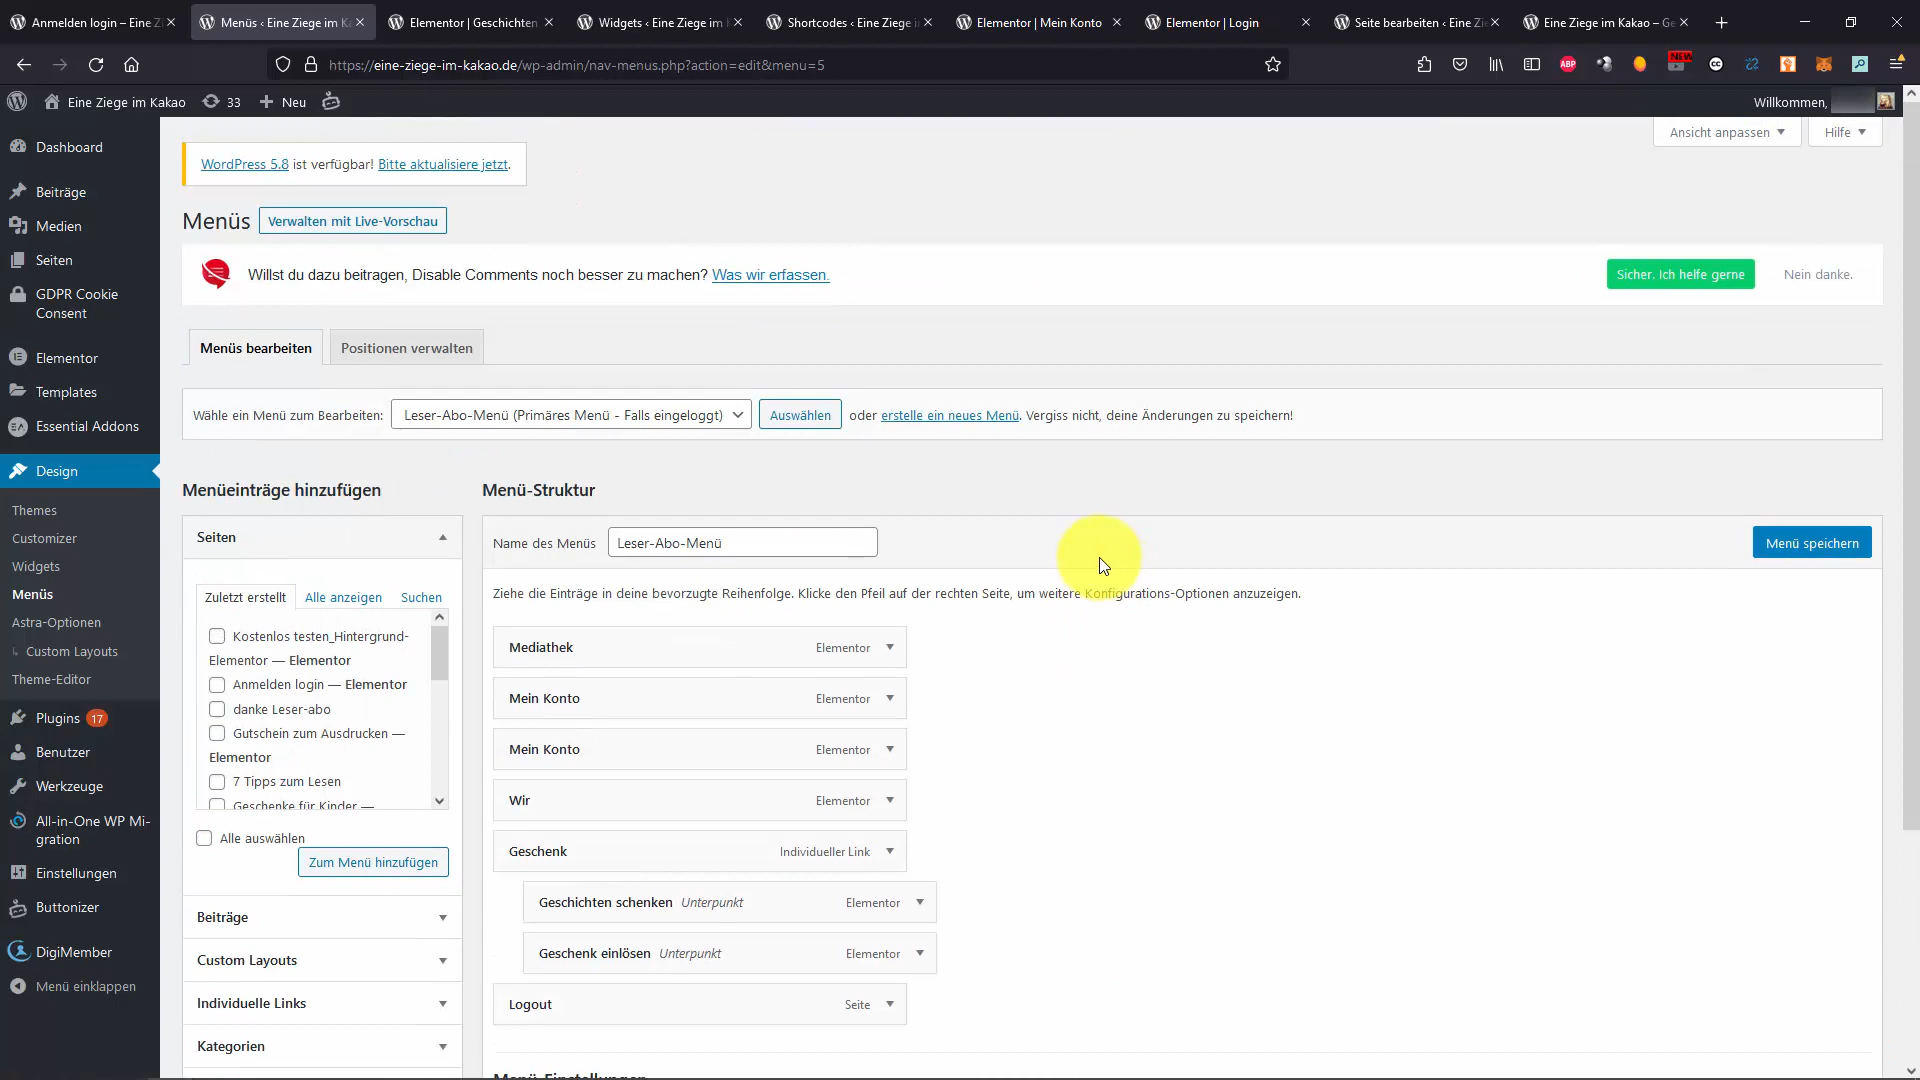 Anmelden login – Eine Z
Menüs ‹ Eine Ziege im K
Elementor | Geschichten
Widgets ‹ Eine Ziege im
Shortcodes ‹ Eine Ziege i
Elementor | Mein Konto
Elementor | Login
Seite bearbeiten ‹ Eine Zi
Eine Ziege im Kakao – Ge
https://eine-ziege-im-kakao.de/wp-admin/nav-menus.php?action=edit&menu=5
ABP
NEW
Eine Ziege im Kakao
33
Neu
Willkommen,
Dashboard
Beiträge
Medien
Seiten
GDPR Cookie
Consent
Elementor
Templates
Essential Addons
Design
Themes
Customizer
Widgets
Menüs
Astra-Optionen
Custom Layouts
Theme-Editor
Plugins 17
Benutzer
Werkzeuge
All-in-One WP Mi-
gration
Einstellungen
Buttonizer
DigiMember
Menü einklappen
Ansicht anpassen
Hilfe
WordPress 5.8 ist verfügbar! Bitte aktualisiere jetzt.
Menüs
Verwalten mit Live-Vorschau
Willst du dazu beitragen, Disable Comments noch besser zu machen? Was wir erfassen.
Sicher. Ich helfe gerne
Nein danke.
Menüs bearbeiten
Positionen verwalten
Wähle ein Menü zum Bearbeiten:
Leser-Abo-Menü (Primäres Menü - Falls eingeloggt)
Auswählen
oder erstelle ein neues Menü. Vergiss nicht, deine Änderungen zu speichern!
Menüeinträge hinzufügen
Seiten
Zuletzt erstellt
Alle anzeigen
Suchen
Kostenlos testen_Hintergrund-
Elementor — Elementor
Anmelden login — Elementor
danke Leser-abo
Gutschein zum Ausdrucken —
Elementor
7 Tipps zum Lesen
Geschenke für Kinder —
Alle auswählen
Zum Menü hinzufügen
Beiträge
Custom Layouts
Individuelle Links
Kategorien
Menü-Struktur
Name des Menüs
Leser-Abo-Menü
Menü speichern
Ziehe die Einträge in deine bevorzugte Reihenfolge. Klicke den Pfeil auf der rechten Seite, um weitere Konfigurations-Optionen anzuzeigen.
Mediathek Elementor
Mein Konto Elementor
Mein Konto Elementor
Wir Elementor
Geschenk Individueller Link
Geschichten schenken Unterpunkt Elementor
Geschenk einlösen Unterpunkt Elementor
Logout Seite
Menü-Einstellungen